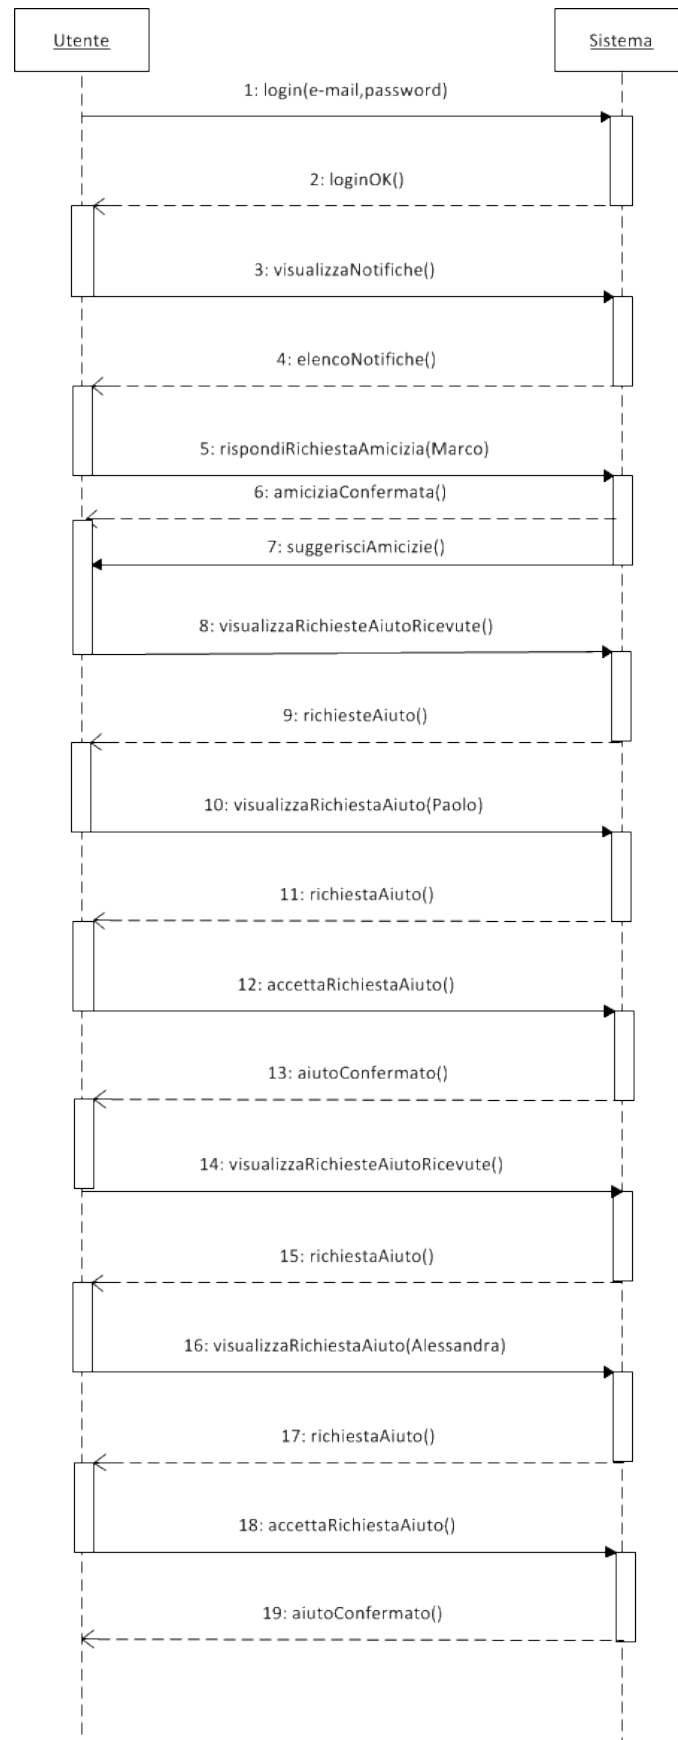 Utente
Sistema
1: login(e-mail,password)
2: loginOK()
3: visualizzaNotifiche()
4: elencoNotifiche()
5: rispondiRichiestaAmicizia(Marco)
6: amiciziaConfermata()
7: suggerisciAmicizie()
8: visualizzaRichiesteAiutoRicevute()
9: richiesteAiuto()
10: visualizzaRichiestaAiuto(Paolo)
11: richiestaAiuto()
12: accettaRichiestaAiuto()
13: aiutoConfermato()
14: visualizzaRichiesteAiutoRicevute()
15: richiestaAiuto()
16: visualizzaRichiestaAiuto(Alessandra)
17: richiestaAiuto()
18: accettaRichiestaAiuto()
19: aiutoConfermato()